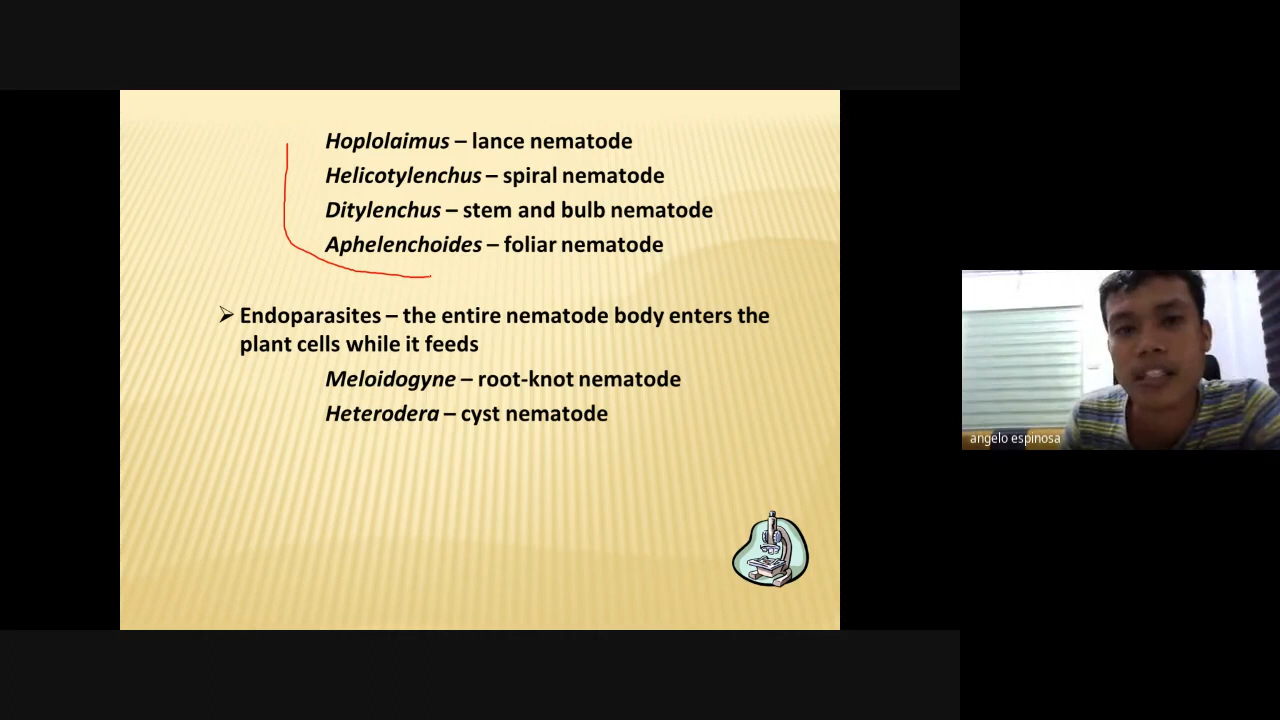 Hoplolaimus – lance nematode
Helicotylenchus – spiral nematode
Ditylenchus – stem and bulb nematode
Aphelenchoides – foliar nematode
Endoparasites – the entire nematode body enters the
plant cells while it feeds
Meloidogyne – root-knot nematode
Heterodera – cyst nematode
angelo espinosa